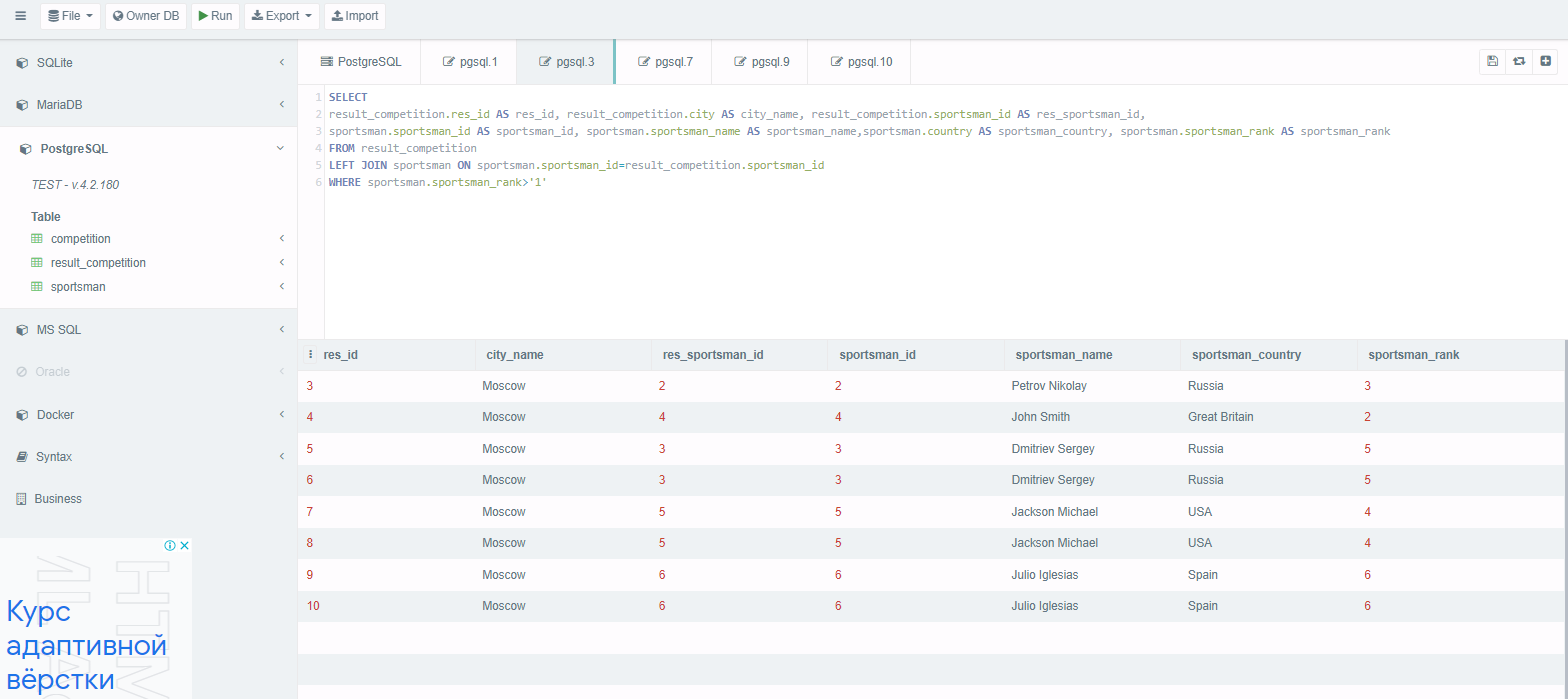 File Owner DB Run Export Import
SQLite
MariaDB
PostgreSQL
TEST - v.4.2.180
Table
competition
result_competition
sportsman
MS SQL
Oracle
Docker
Syntax
Business
Курс
адаптивной
вёрстки
PostgreSQL pgsql.1 pgsql.3 pgsql.7 pgsql.9 pgsql.10
1 SELECT
2 result_competition.res_id AS res_id, result_competition.city AS city_name, result_competition.sportsman_id AS res_sportsman_id,
3 sportsman.sportsman_id AS sportsman_id, sportsman.sportsman_name AS sportsman_name,sportsman.country AS sportsman_country, sportsman.sportsman_rank AS sportsman_rank
4 FROM result_competition
5 LEFT JOIN sportsman ON sportsman.sportsman_id=result_competition.sportsman_id
6 WHERE sportsman.sportsman_rank>'1'
res_id city_name res_sportsman_id sportsman_id sportsman_name sportsman_country sportsman_rank
3 Moscow 2 2 Petrov Nikolay Russia 3
4 Moscow 4 4 John Smith Great Britain 2
5 Moscow 3 3 Dmitriev Sergey Russia 5
6 Moscow 3 3 Dmitriev Sergey Russia 5
7 Moscow 5 5 Jackson Michael USA 4
8 Moscow 5 5 Jackson Michael USA 4
9 Moscow 6 6 Julio Iglesias Spain 6
10 Moscow 6 6 Julio Iglesias Spain 6